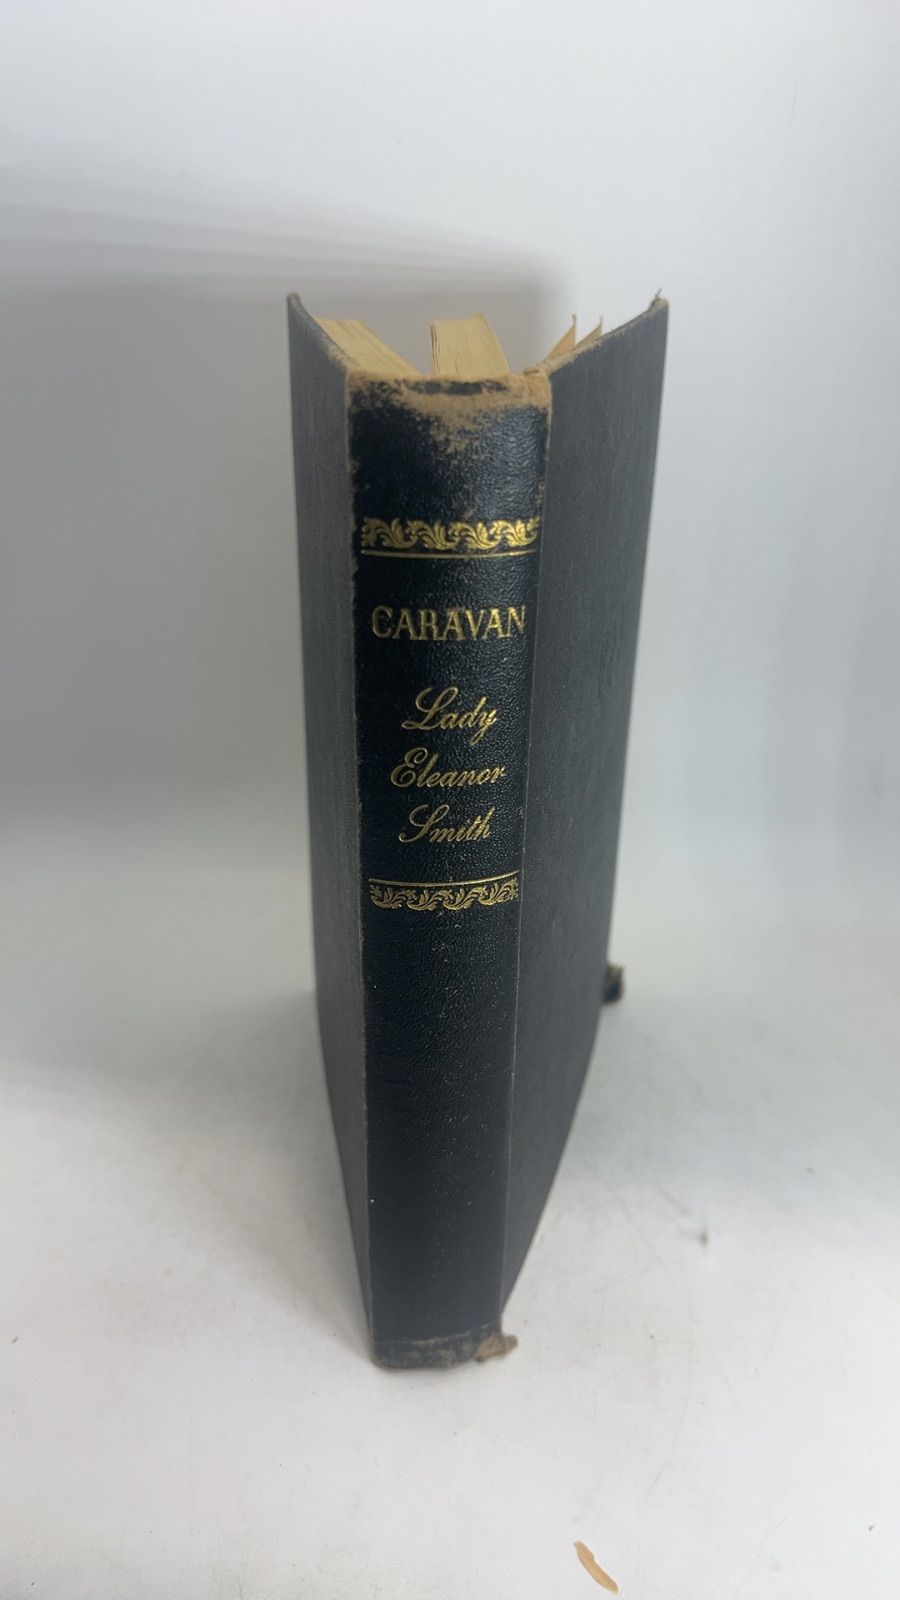 CARAVAN
Lady
Eleanor
Smith